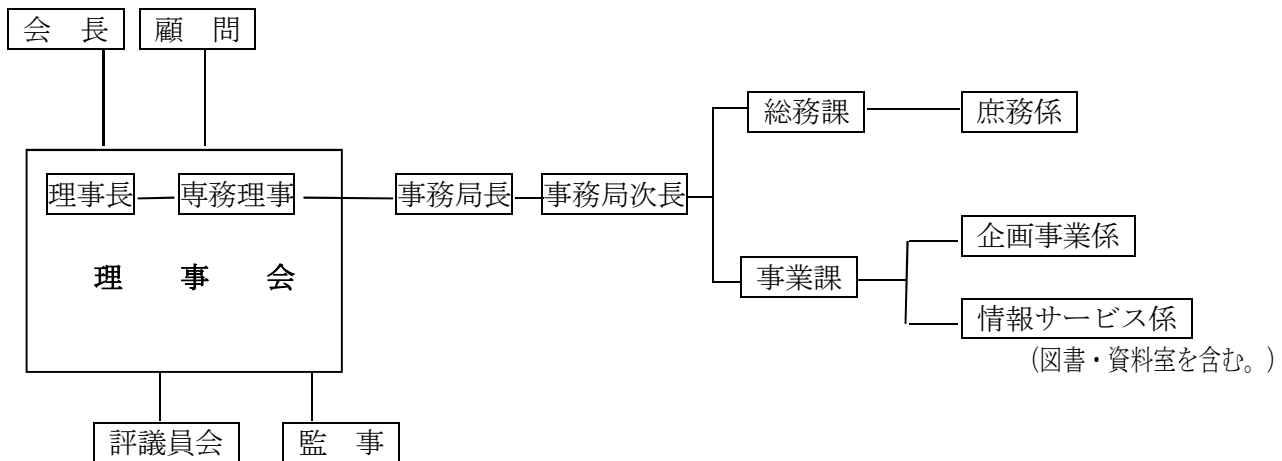 会　長
顧　問
総務課
庶務係
理事長
専務理事
事務局長
事務局次長
企画事業係
理　事　会
事業課
情報サービス係
(図書・資料室を含む。)
評議員会
監　事